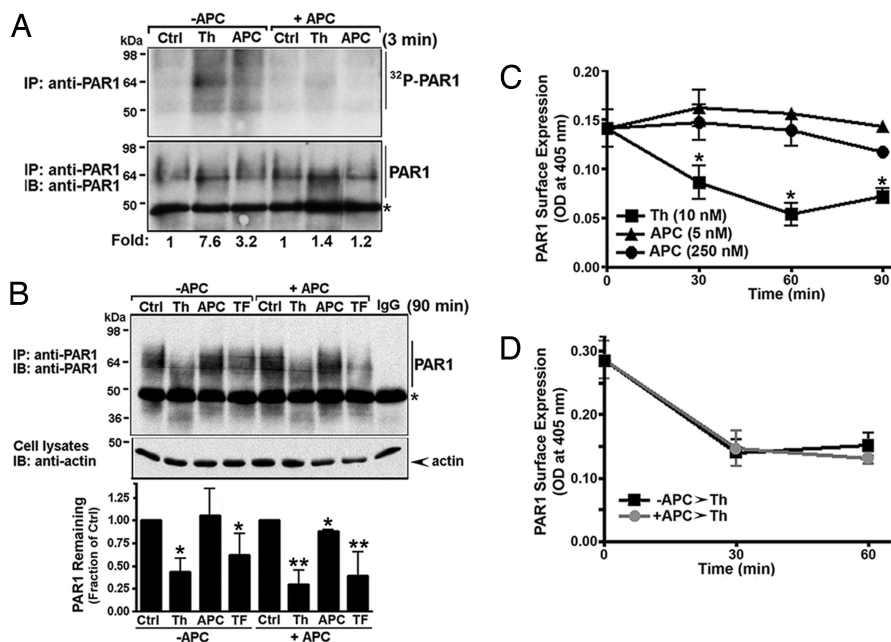 A
-APC + APC
kDa Ctrl Th APC Ctrl Th APC (3 min)
98
IP: anti-PAR1 64 32P-PAR1
50
98
IP: anti-PAR1
IB: anti-PAR1 64 PAR1
50 *
Fold: 1 7.6 3.2 1 1.4 1.2
B
-APC + APC
Ctrl Th APC TF Ctrl Th APC TF IgG (90 min)
kDa
98
IP: anti-PAR1
IB: anti-PAR1 64 PAR1
50 *
36
Cell lysates 50
IB: anti-actin actin
PAR1 Remaining
(Fraction of Ctrl)
1.25
1.00
0.75
0.50
0.25
0.00
* * ** * **
Ctrl Th APC TF Ctrl Th APC TF
-APC + APC
C
PAR1 Surface Expression
(OD at 405 nm)
0.20
0.15
0.10
0.05
0.00
* * *
Th (10 nM)
APC (5 nM)
APC (250 nM)
0 30 60 90
Time (min)
D
PAR1 Surface Expression
(OD at 405 nm)
0.30
0.20
0.10
0.00
-APC➤Th
+APC➤Th
0 30 60
Time (min)